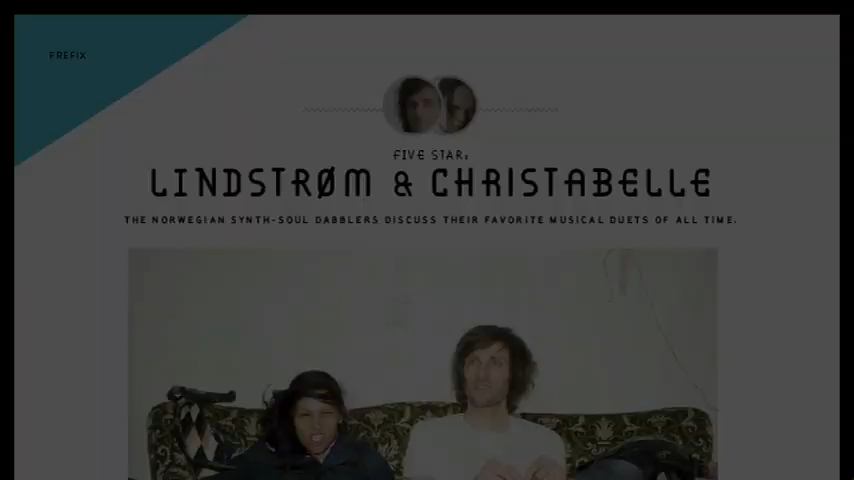 PREFIX
FIVE STAR:
LINDSTRØM & CHRISTABELLE
THE NORWEGIAN SYNTH-SOUL DABBLERS DISCUSS THEIR FAVORITE MUSICAL DUETS OF ALL TIME.